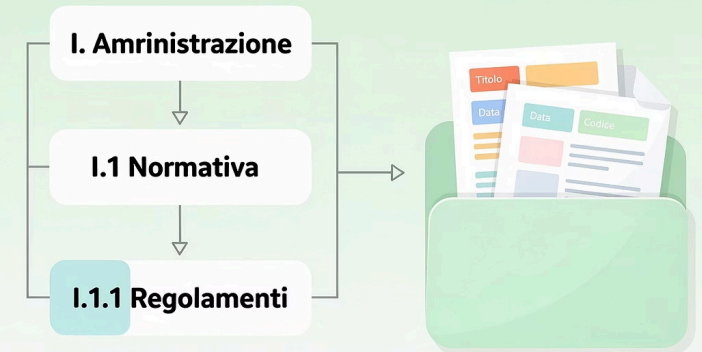 I. Amrinistrazione
I.1 Normativa
I.1.1 Regolamenti
Titolo
Data
Data
Codice